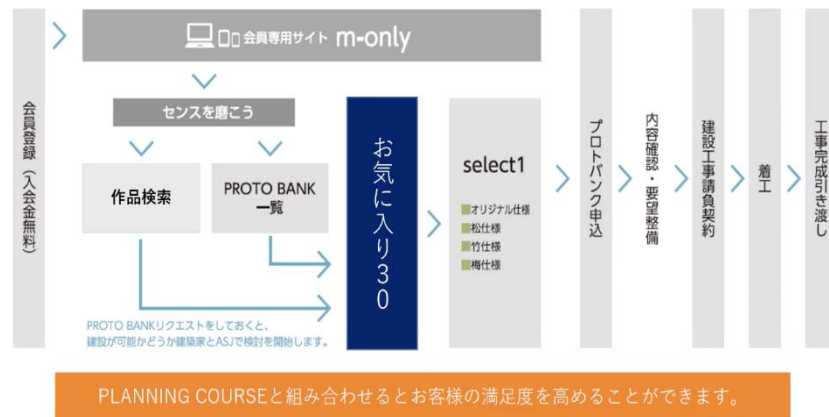 会員登録（入会金無料）
会員専用サイト m-only
センスを磨こう
作品検索
PROTO BANK
一覧
PROTO BANKリクエストをしておくと、
建設が可能かどうか建築家とASJで検討を開始します。
お気に入り30
select1
■オリジナル仕様
■松仕様
■竹仕様
■梅仕様
プロトバンク申込
内容確認・要望整備
建設工事請負契約
着工
工事完成引き渡し
PLANNING COURSEと組み合わせるとお客様の満足度を高めることができます。